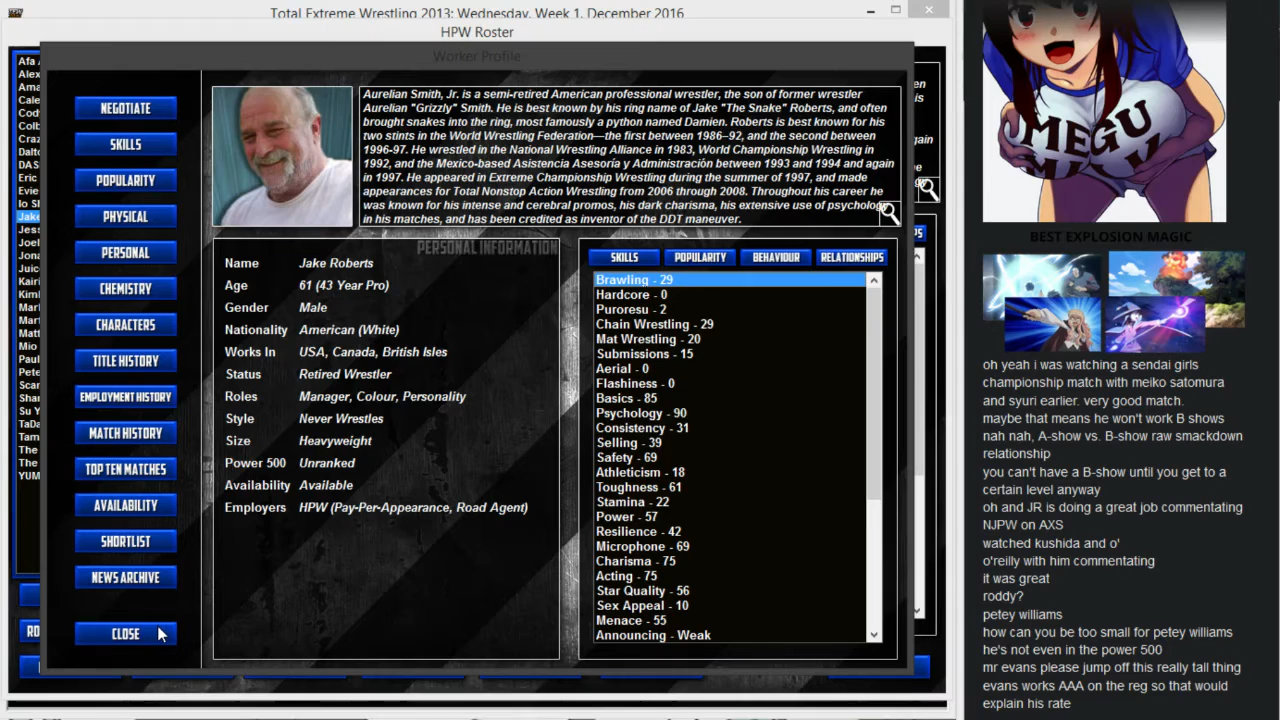 Total Extreme Wrestling 2013: Wednesday, Week 1, December 2016
HPW Roster
Worker Profile
NEGOTIATE
SKILLS
POPULARITY
PHYSICAL
PERSONAL
CHEMISTRY
CHARACTERS
TITLE HISTORY
EMPLOYMENT HISTORY
MATCH HISTORY
TOP TEN MATCHES
AVAILABILITY
SHORTLIST
NEWS ARCHIVE
CLOSE
Aurelian Smith, Jr. is a semi-retired American professional wrestler, the son of former wrestler
Aurelian "Grizzly" Smith. He is best known by his ring name of Jake "The Snake" Roberts, and often
brought snakes into the ring, most famously a python named Damien. Roberts is best known for his
two stints in the World Wrestling Federation—the first between 1986–92, and the second between
1996-97. He wrestled in the National Wrestling Alliance in 1983, World Championship Wrestling in
1992, and the Mexico-based Asistencia Asesoría y Administración between 1993 and 1994 and again
in 1997. He appeared in Extreme Championship Wrestling during the summer of 1997, and made
appearances for Total Nonstop Action Wrestling from 2006 through 2008. Throughout his career he
was known for his intense and cerebral promos, his dark charisma, his extensive use of psychology
in his matches, and has been credited as inventor of the DDT maneuver.
PERSONAL INFORMATION
Name Jake Roberts
Age 61 (43 Year Pro)
Gender Male
Nationality American (White)
Works In USA, Canada, British Isles
Status Retired Wrestler
Roles Manager, Colour, Personality
Style Never Wrestles
Size Heavyweight
Power 500 Unranked
Availability Available
Employers HPW (Pay-Per-Appearance, Road Agent)
SKILLS POPULARITY BEHAVIOUR RELATIONSHIPS
Brawling - 29
Hardcore - 0
Puroresu - 2
Chain Wrestling - 29
Mat Wrestling - 20
Submissions - 15
Aerial - 0
Flashiness - 0
Basics - 85
Psychology - 90
Consistency - 31
Selling - 39
Safety - 69
Athleticism - 18
Toughness - 61
Stamina - 22
Power - 57
Resilience - 42
Microphone - 69
Charisma - 75
Acting - 75
Star Quality - 56
Sex Appeal - 10
Menace - 55
Announcing - Weak
MEGU
BEST EXPLOSION MAGIC
oh yeah i was watching a sendai girls
championship match with meiko satomura
and syuri earlier. very good match.
maybe that means he won't work B shows
nah nah, A-show vs. B-show raw smackdown
relationship
you can't have a B-show until you get to a
certain level anyway
oh and JR is doing a great job commentating
NJPW on AXS
watched kushida and o'
o'reilly with him commentating
it was great
roddy?
petey williams
how can you be too small for petey williams
he's not even in the power 500
mr evans please jump off this really tall thing
evans works AAA on the reg so that would
explain his rate